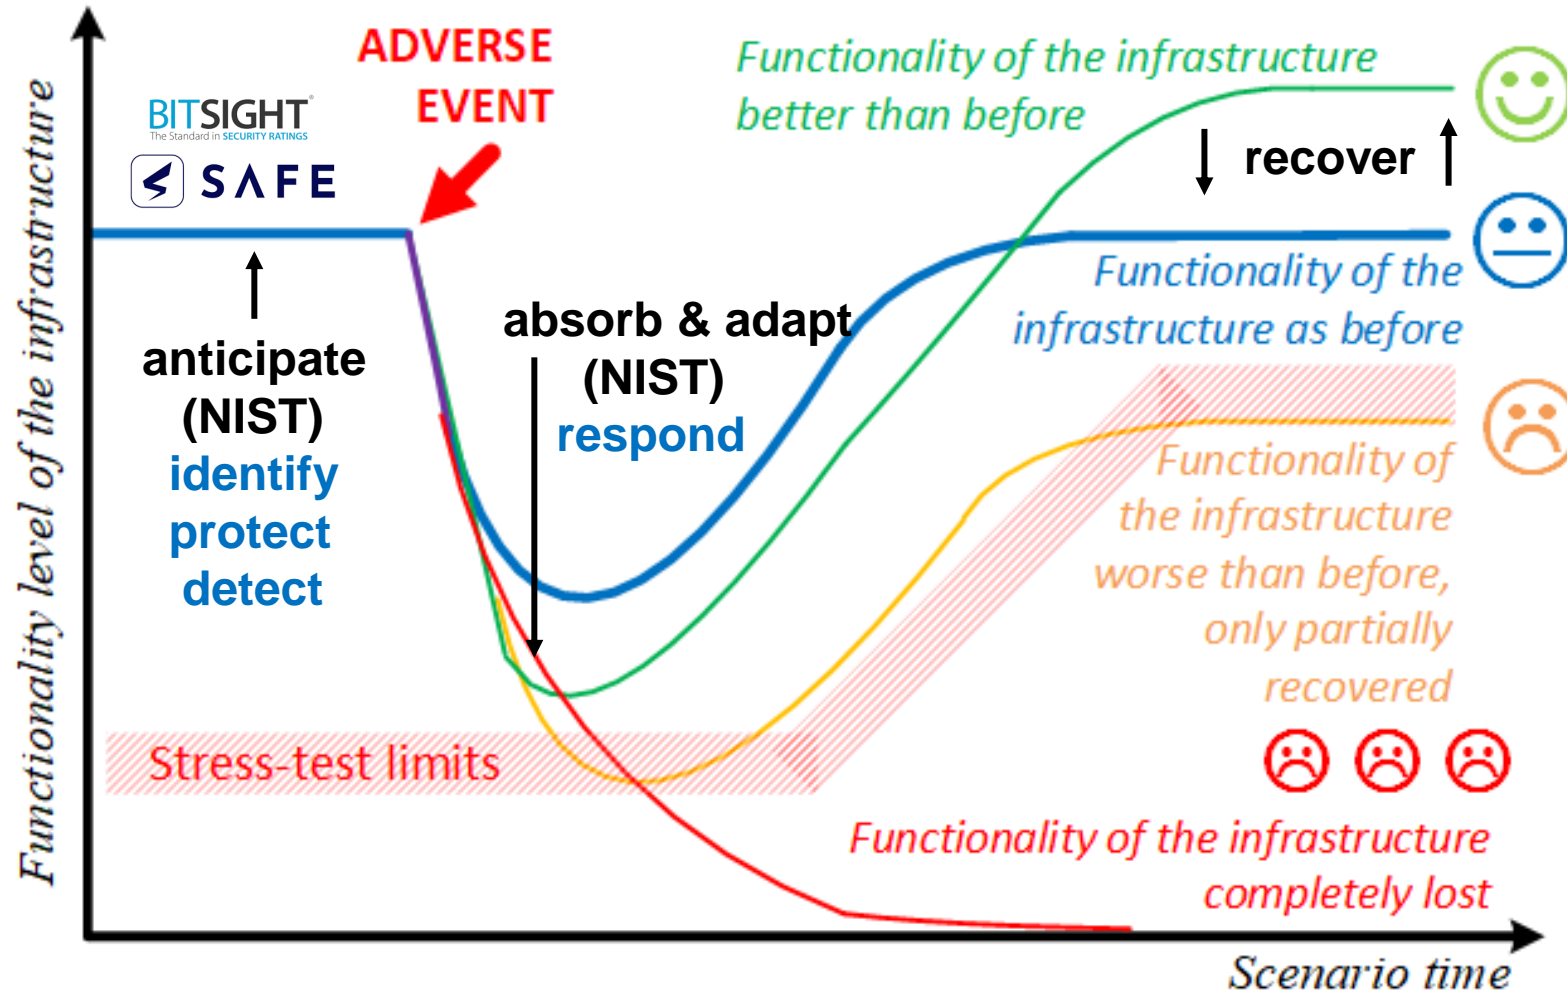 ADVERSE
EVENT
Functionality of the infrastructure
better than before
BITSIGHT
The Standard in SECURITY RATINGS
SAFE
recover
anticipate
(NIST)
identify
protect
detect
absorb & adapt
(NIST)
respond
Functionality of the
infrastructure as before
Functionality of
the infrastructure
worse than before,
only partially
recovered
Stress-test limits
Functionality of the infrastructure
completely lost
Functionality level of the infrastructure
Scenario time